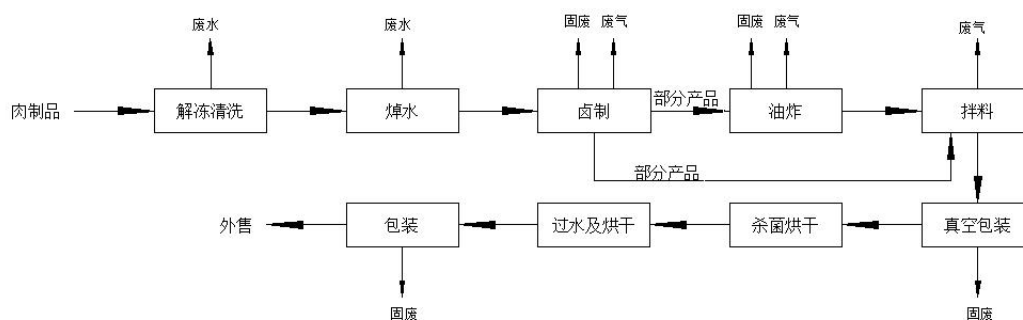 废水
废水
固废
废气
固废
废气
废气
肉制品
解冻清洗
焯水
卤制
部分产品
油炸
拌料
部分产品
外售
包装
过水及烘干
杀菌烘干
真空包装
固废
固废